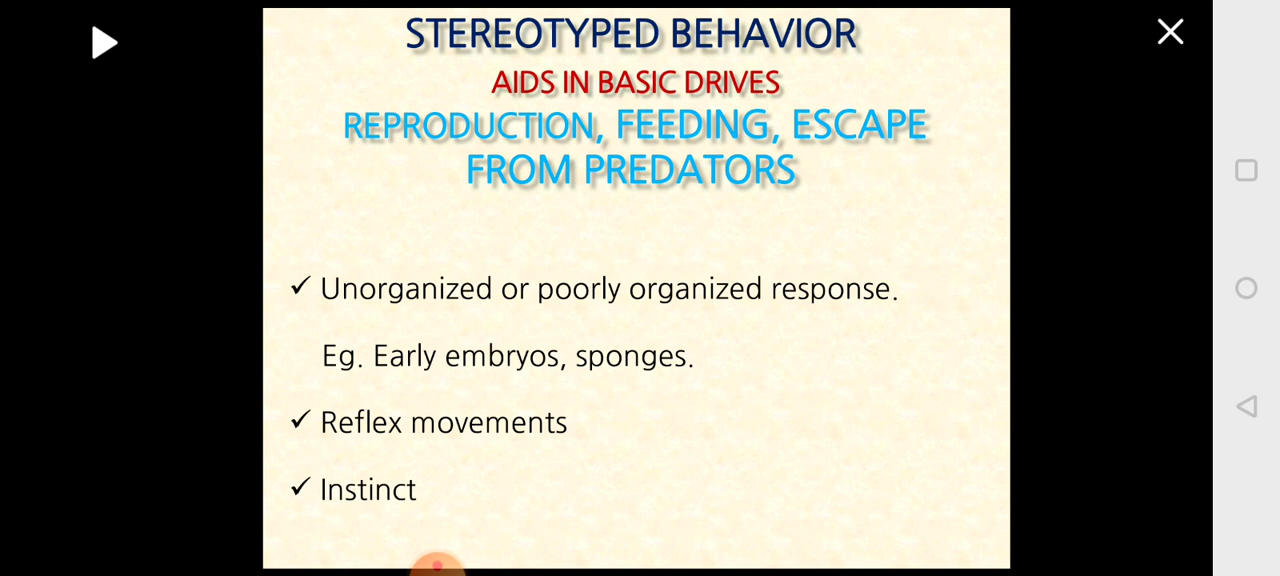 STEREOTYPED BEHAVIOR
AIDS IN BASIC DRIVES
REPRODUCTION, FEEDING, ESCAPE
FROM PREDATORS
✓ Unorganized or poorly organized response.
Eg. Early embryos, sponges.
✓ Reflex movements
✓ Instinct